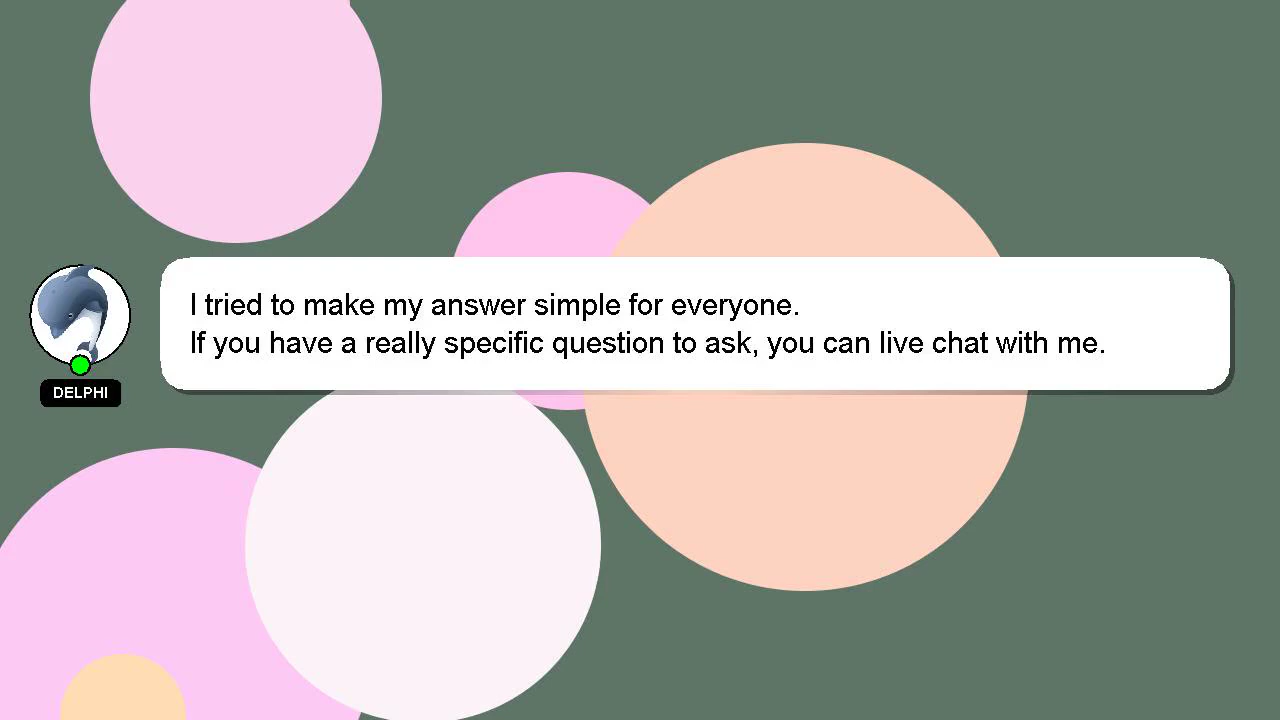 I tried to make my answer simple for everyone.
If you have a really specific question to ask, you can live chat with me.
DELPHI